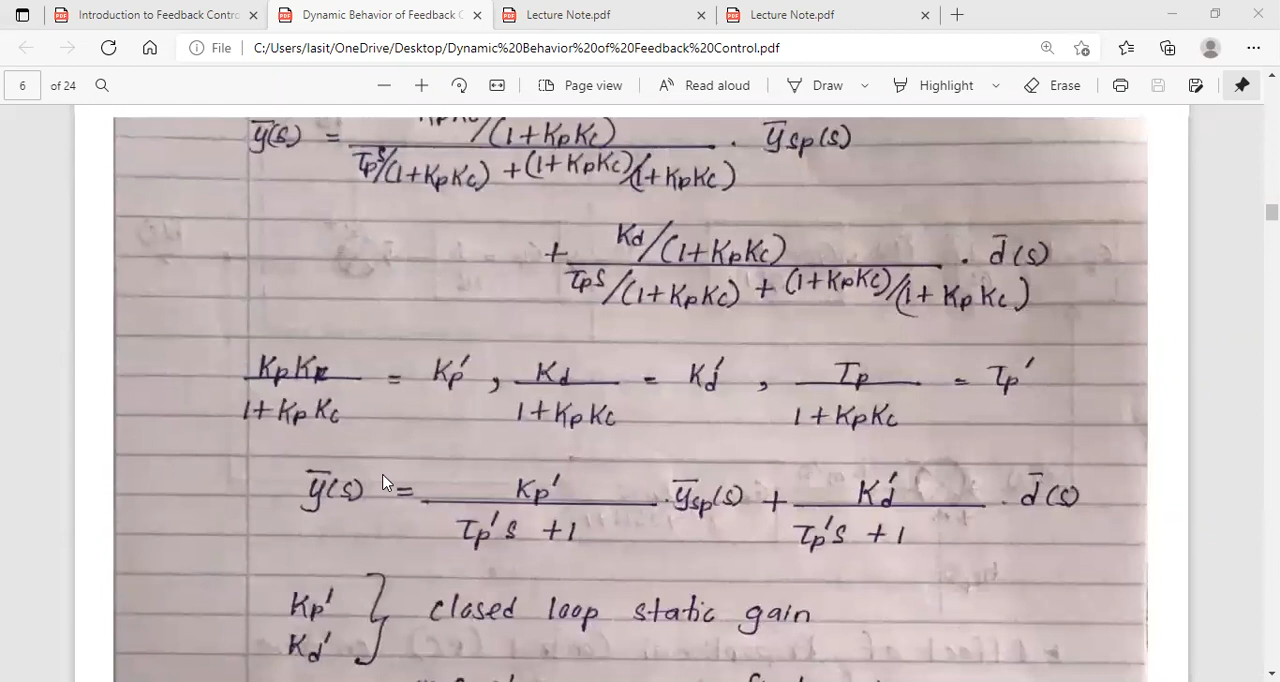 Introduction to Feedback Contro
Dynamic Behavior of Feedback C
Lecture Note.pdf
Lecture Note.pdf
File
C:/Users/lasit/OneDrive/Desktop/Dynamic%20Behavior%20of%20Feedback%20Control.pdf
6 of 24
Page view
Read aloud
Draw
Highlight
Erase
KpKc/(1+KpKc)
ȳ(s) = ――― . ȳsp(s)
τps/(1+KpKc) + (1+KpKc)/(1+KpKc)
Kd/(1+KpKc)
+ ――― . d̄(s)
τps/(1+KpKc) + (1+KpKc)/(1+KpKc)
KpKc / 1+KpKc = Kp', Kd / 1+KpKc = Kd', τp / 1+KpKc = τp'
ȳ(s) = Kp' / τp's +1 . ȳsp(s) + Kd' / τp's +1 . d̄(s)
Kp'
Kd' } closed loop static gain